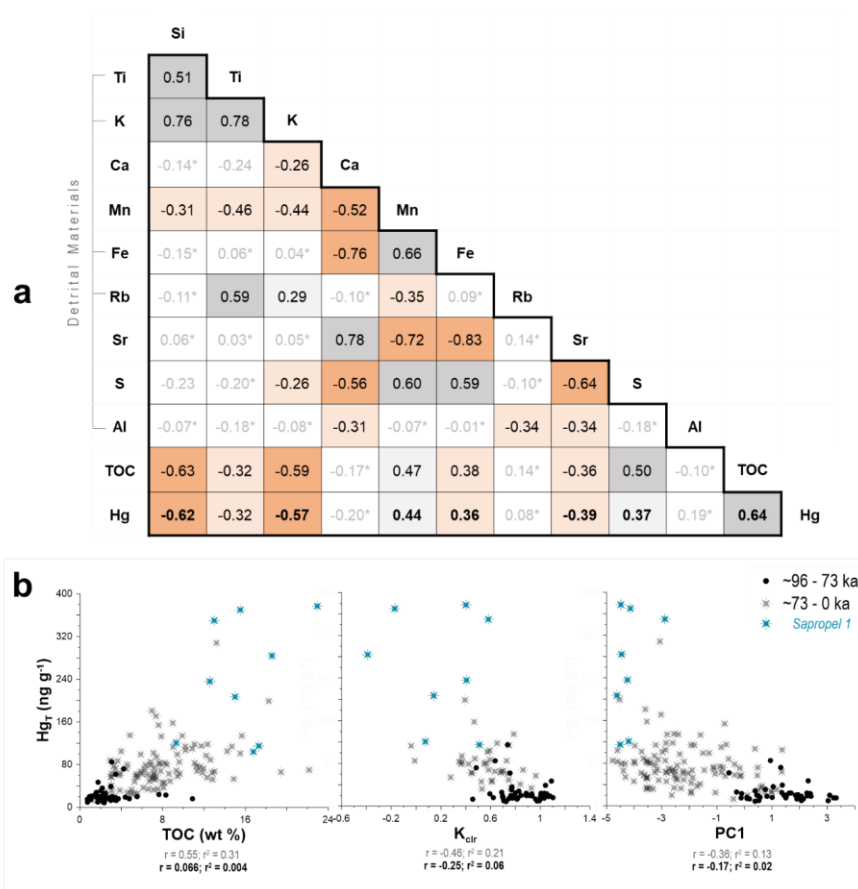 Si
Ti 0.51 Ti
K 0.76 0.78 K
Ca -0.14* -0.24 -0.26 Ca
Mn -0.31 -0.46 -0.44 -0.52 Mn
Fe -0.15* 0.06* 0.04* -0.76 0.66 Fe
Rb -0.11* 0.59 0.29 -0.10* -0.35 0.09* Rb
Sr 0.06* 0.03* 0.05* 0.78 -0.72 -0.83 0.14* Sr
S -0.23 -0.20* -0.26 -0.56 0.60 0.59 -0.10* -0.64 S
Al -0.07* -0.18* -0.08* -0.31 -0.07* -0.01* -0.34 -0.34 -0.18* Al
TOC -0.63 -0.32 -0.59 -0.17* 0.47 0.38 0.14* -0.36 0.50 -0.10* TOC
Hg -0.62 -0.32 -0.57 -0.20* 0.44 0.36 0.08* -0.39 0.37 0.19* 0.64 Hg
Detrital Materials
a
b
~96 - 73 ka
~73 - 0 ka
Sapropel 1
HgT (ng g-1)
400
320
240
160
80
0
0 8 16 24
TOC (wt %)
r = 0.55; r² = 0.31
r = 0.066; r² = 0.004
-0.6 -0.2 0.2 0.6 1.0 1.4
Kclr
r = -0.46; r² = 0.21
r = -0.25; r² = 0.06
-5 -3 -1 1 3
PC1
r = -0.36; r² = 0.13
r = -0.17; r² = 0.02